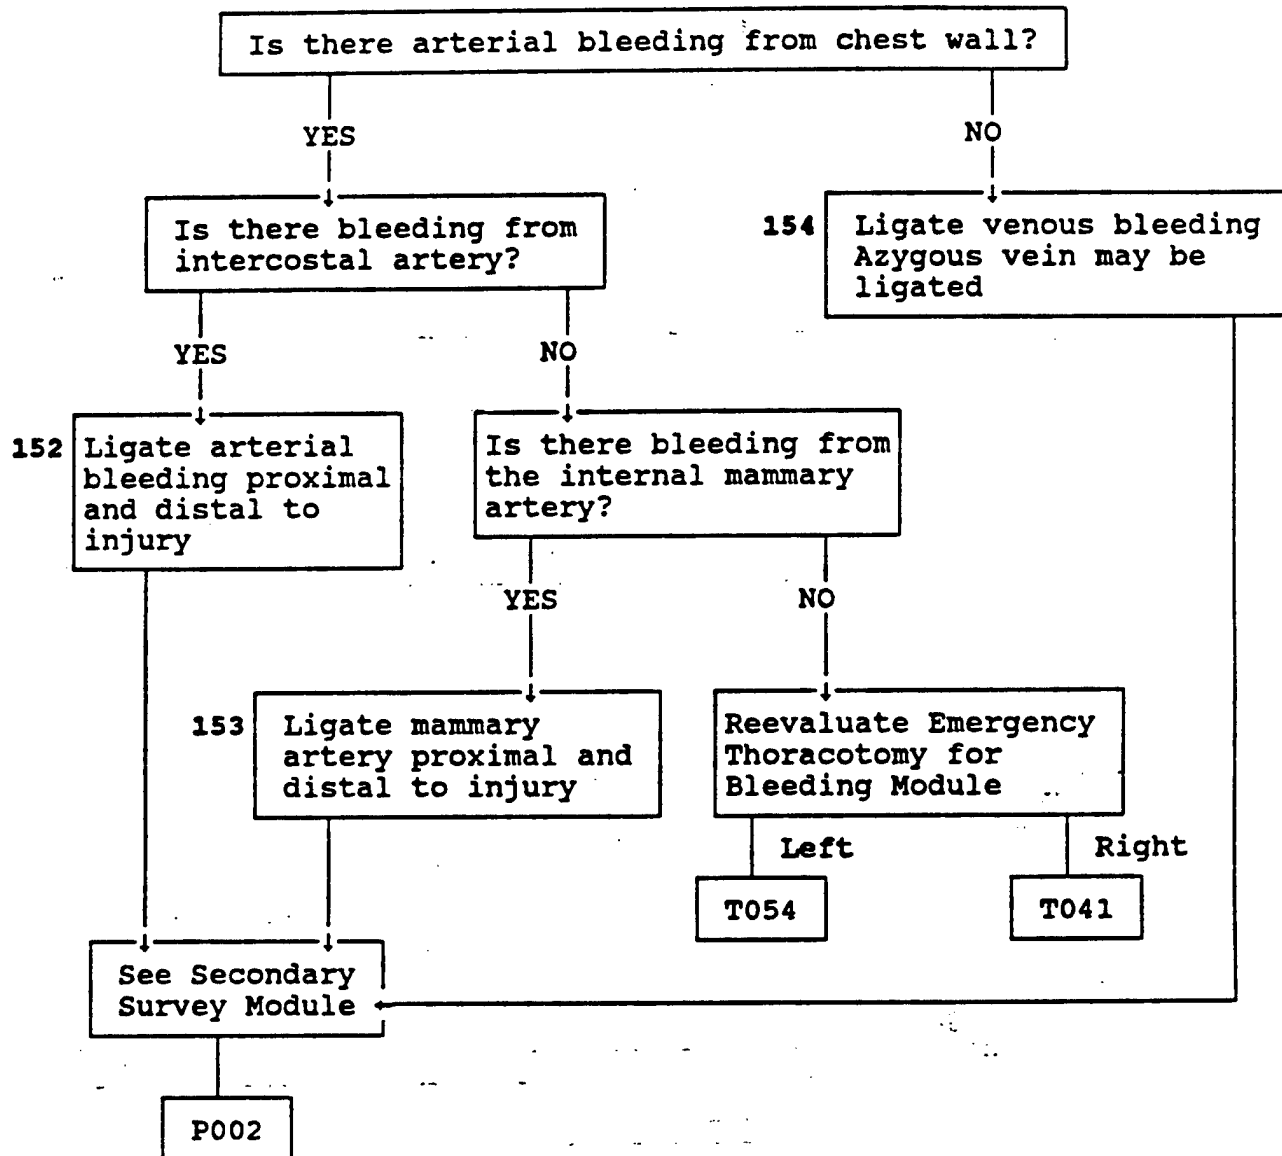 Is there arterial bleeding from chest wall?
YES
NO
Is there bleeding from
intercostal artery?
154
Ligate venous bleeding
Azygous vein may be
ligated
YES
NO
152
Ligate arterial
bleeding proximal
and distal to
injury
Is there bleeding from
the internal mammary
artery?
YES
NO
153
Ligate mammary
artery proximal and
distal to injury
Reevaluate Emergency
Thoracotomy for
Bleeding Module
Left
Right
T054
T041
See Secondary
Survey Module
P002